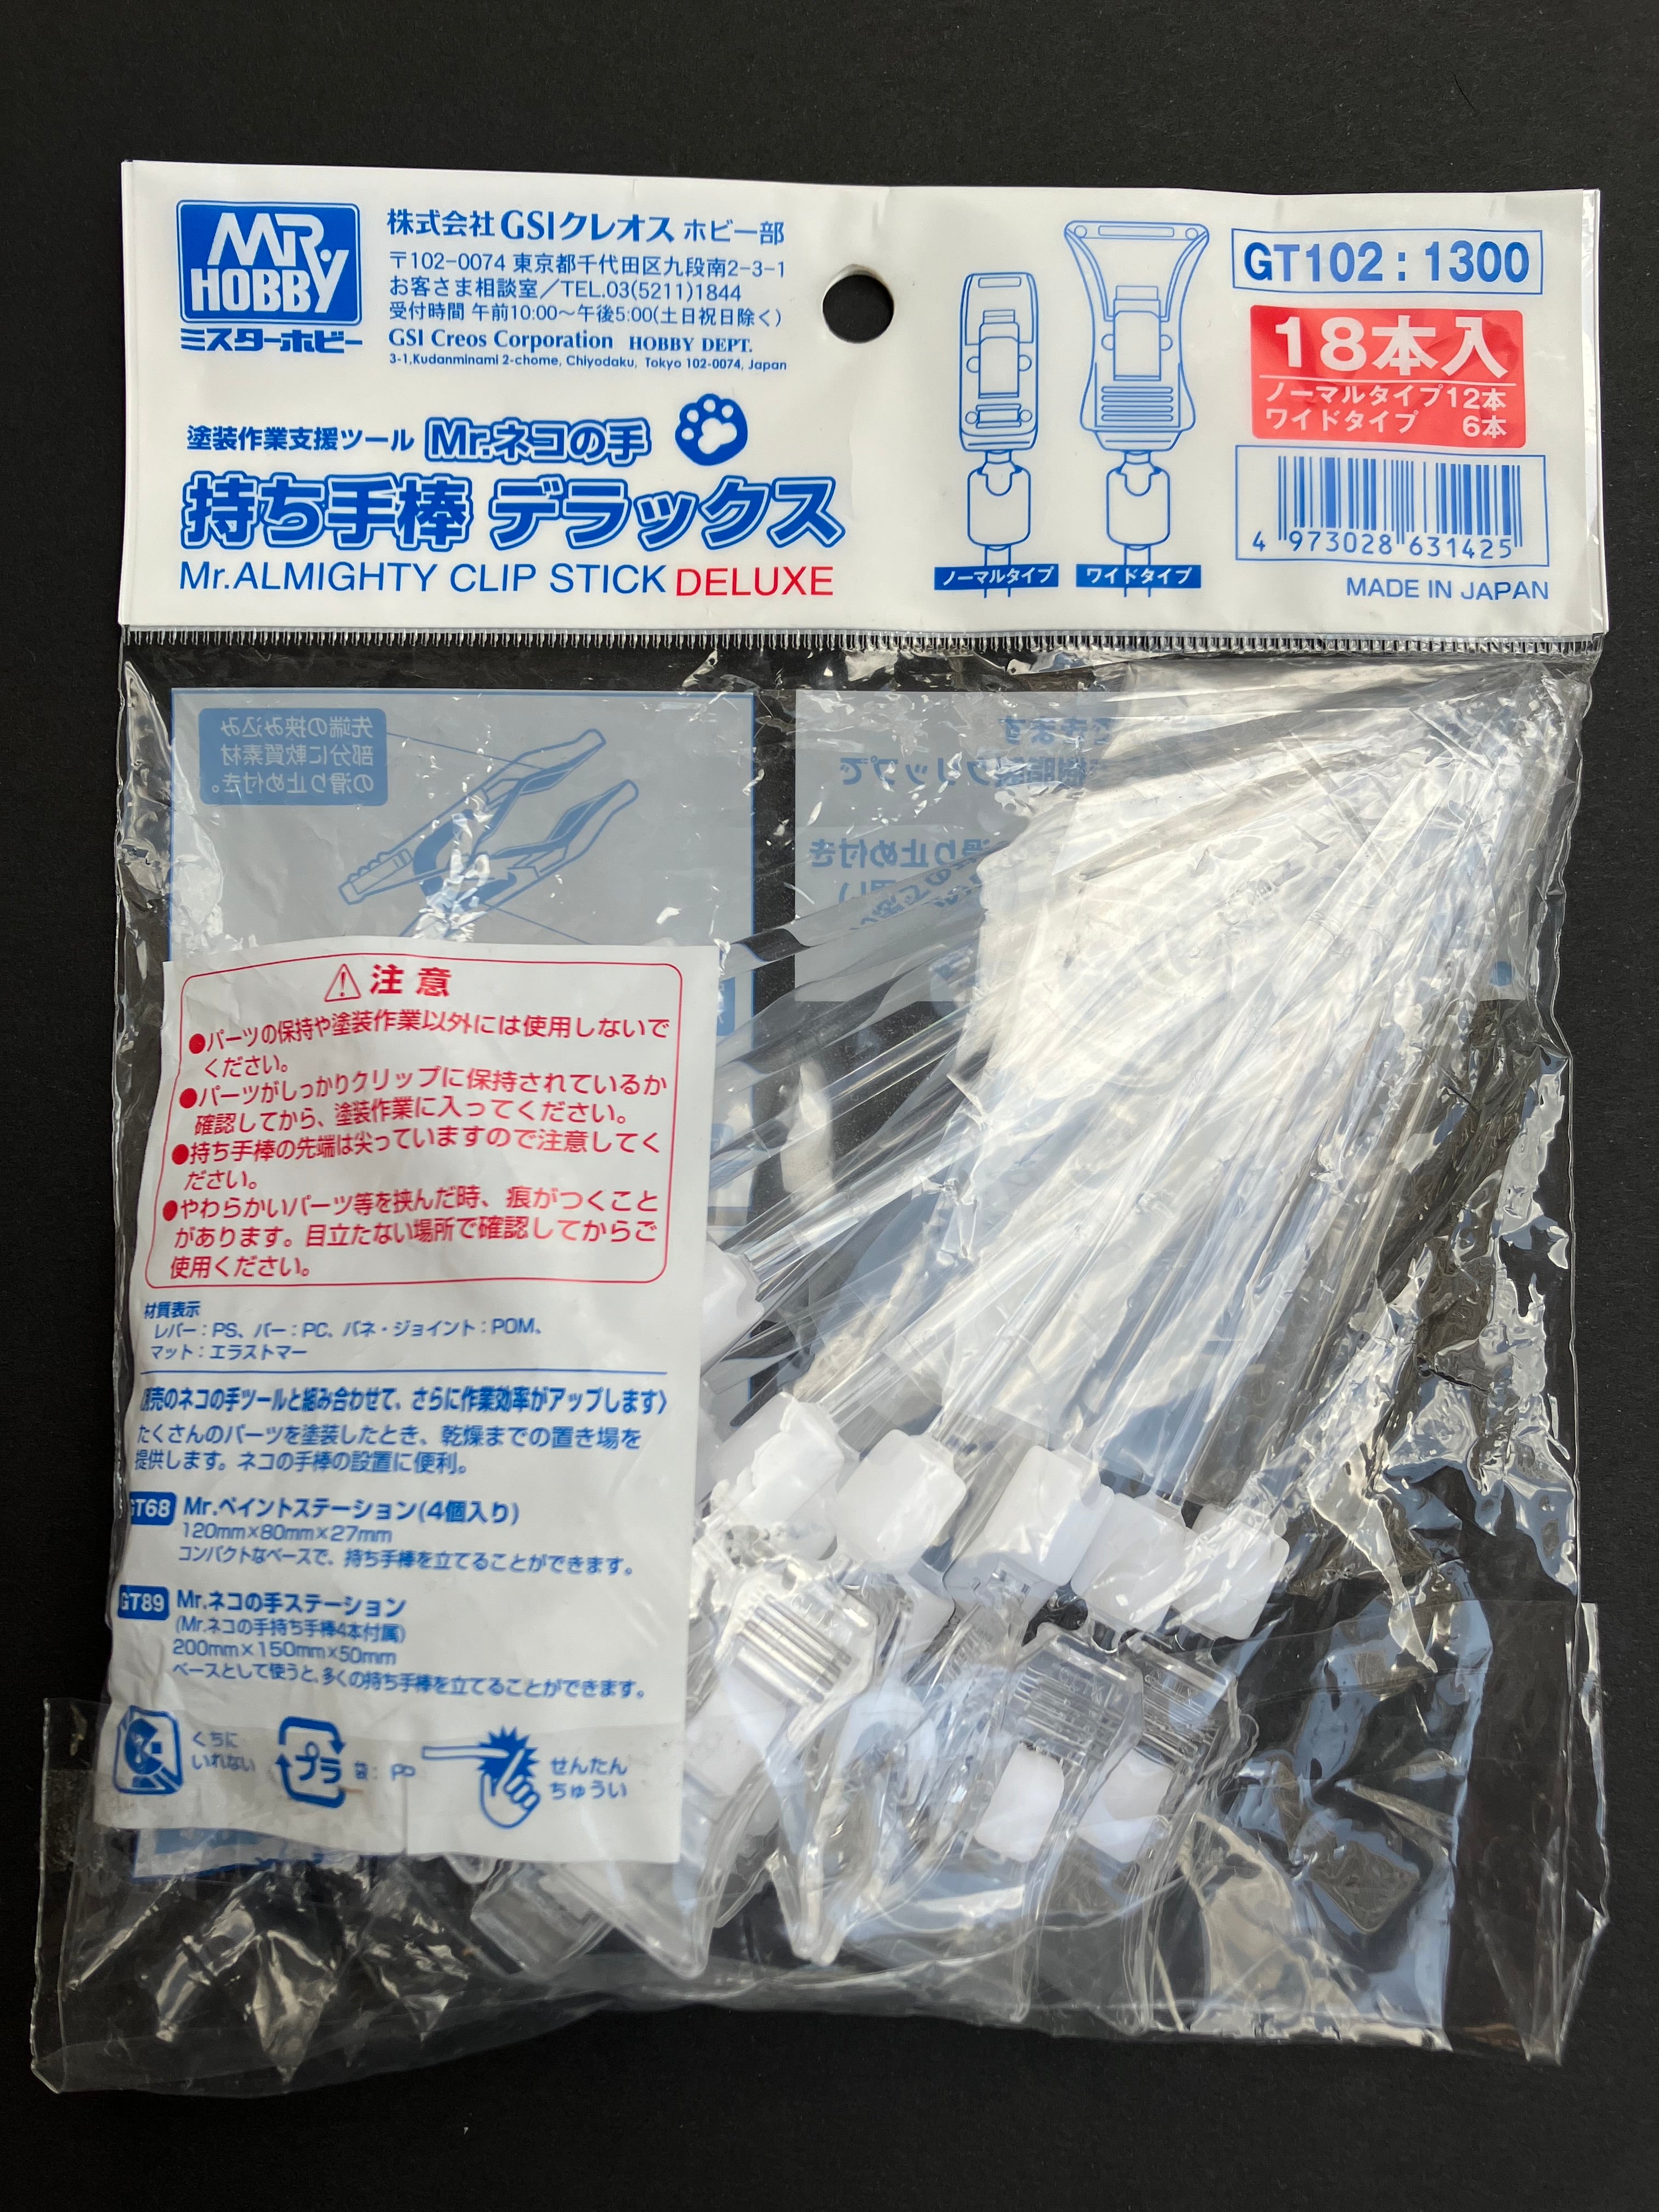 MR.HOBBY
ミスターホビー
株式会社GSIクレオス ホビー部
〒102-0074 東京都千代田区九段南2-3-1
お客さま相談室／TEL.03(5211)1844
受付時間 午前10:00～午後5:00(土日祝日除く)
GSI Creos Corporation HOBBY DEPT.
3-1,Kudanminami 2-chome, Chiyodaku, Tokyo 102-0074, Japan
塗装作業支援ツール Mr.ネコの手
持ち手棒 デラックス
Mr.ALMIGHTY CLIP STICK DELUXE
ノーマルタイプ
ワイドタイプ
GT102：1300
18本入
ノーマルタイプ12本
ワイドタイプ 6本
4 973028 631425
MADE IN JAPAN
先端の挟み込み
部分に軟質素材
の滑り止め付き。
できます
樹脂製クリップで
滑り止め付き
注意
●パーツの保持や塗装作業以外には使用しないで
ください。
●パーツがしっかりクリップに保持されているか
確認してから、塗装作業に入ってください。
●持ち手棒の先端は尖っていますので注意してく
ださい。
●やわらかいパーツ等を挟んだ時、痕がつくこと
があります。目立たない場所で確認してからご
使用ください。
材質表示
レバー：PS、バー：PC、バネ・ジョイント：POM、
マット：エラストマー
売のネコの手ツールと組み合わせて、さらに作業効率がアップします〉
たくさんのパーツを塗装したとき、乾燥までの置き場を
提供します。ネコの手棒の設置に便利。
GT68 Mr.ペイントステーション(4個入り)
120mm×80mm×27mm
コンパクトなベースで、持ち手棒を立てることができます。
GT89 Mr.ネコの手ステーション
(Mr.ネコの手持ち手棒4本付属)
200mm×150mm×50mm
ベースとして使うと、多くの持ち手棒を立てることができます。
くちに
いれない
プラ
袋：PP
せんたん
ちゅうい